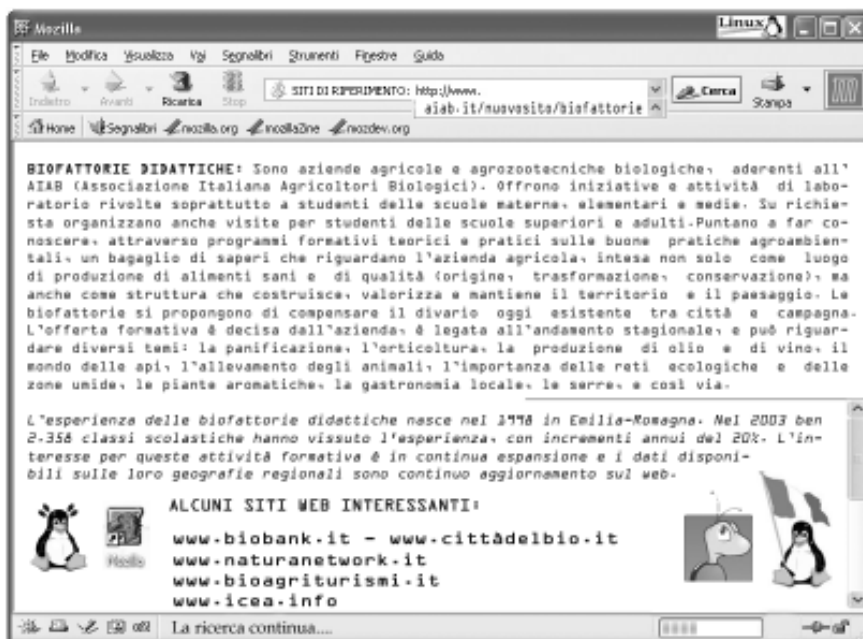 Mozilla
Linux
File Modifica Visualizza Vai Segnalibri Strumenti Finestre Guida
Indietro Avanti Ricarica Stop
SITI DI RIFERIMENTO: http://www.
aiab.it/nuovosito/biofattorie
Cerca
Stampa
Home Segnalibri mozilla.org mozillaZine mozdev.org
BIOFATTORIE DIDATTICHE: Sono aziende agricole e agrozootecniche biologiche, aderenti all'
AIAB (Associazione Italiana Agricoltori Biologici). Offrono iniziative e attività di labo-
ratorio rivolte soprattutto a studenti delle scuole materne, elementari e medie. Su richie-
sta organizzano anche visite per studenti delle scuole superiori e adulti.Puntano a far co-
noscere, attraverso programmi formativi teorici e pratici sulle buone pratiche agroambien-
tali, un bagaglio di saperi che riguardano l'azienda agricola, intesa non solo come luogo
di produzione di alimenti sani e di qualità (origine, trasformazione, conservazione), ma
anche come struttura che costruisce, valorizza e mantiene il territorio e il paesaggio. Le
biofattorie si propongono di compensare il divario oggi esistente tra città e campagna.
L'offerta formativa é decisa dall'azienda, é legata all'andamento stagionale, e può riguar-
dare diversi temi: la panificazione, l'orticoltura, la produzione di olio e di vino, il
mondo delle api, l'allevamento degli animali, l'importanza delle reti ecologiche e delle
zone umide, le piante aromatiche, la gastronomia locale, le serre, e così via.
L'esperienza delle biofattorie didattiche nasce nel 1998 in Emilia-Romagna. Nel 2003 ben
2.358 classi scolastiche hanno vissuto l'esperienza, con incrementi annui del 20%. L'in-
teresse per queste attività formativa é in continua espansione e i dati disponi-
bili sulle loro geografie regionali sono continuo aggiornamento sul web.
Mozilla
ALCUNI SITI WEB INTERESSANTI:
www.biobank.it - www.cittàdelbio.it
www.naturanetwork.it
www.bioagriturismi.it
www.icea.info
La ricerca continua....